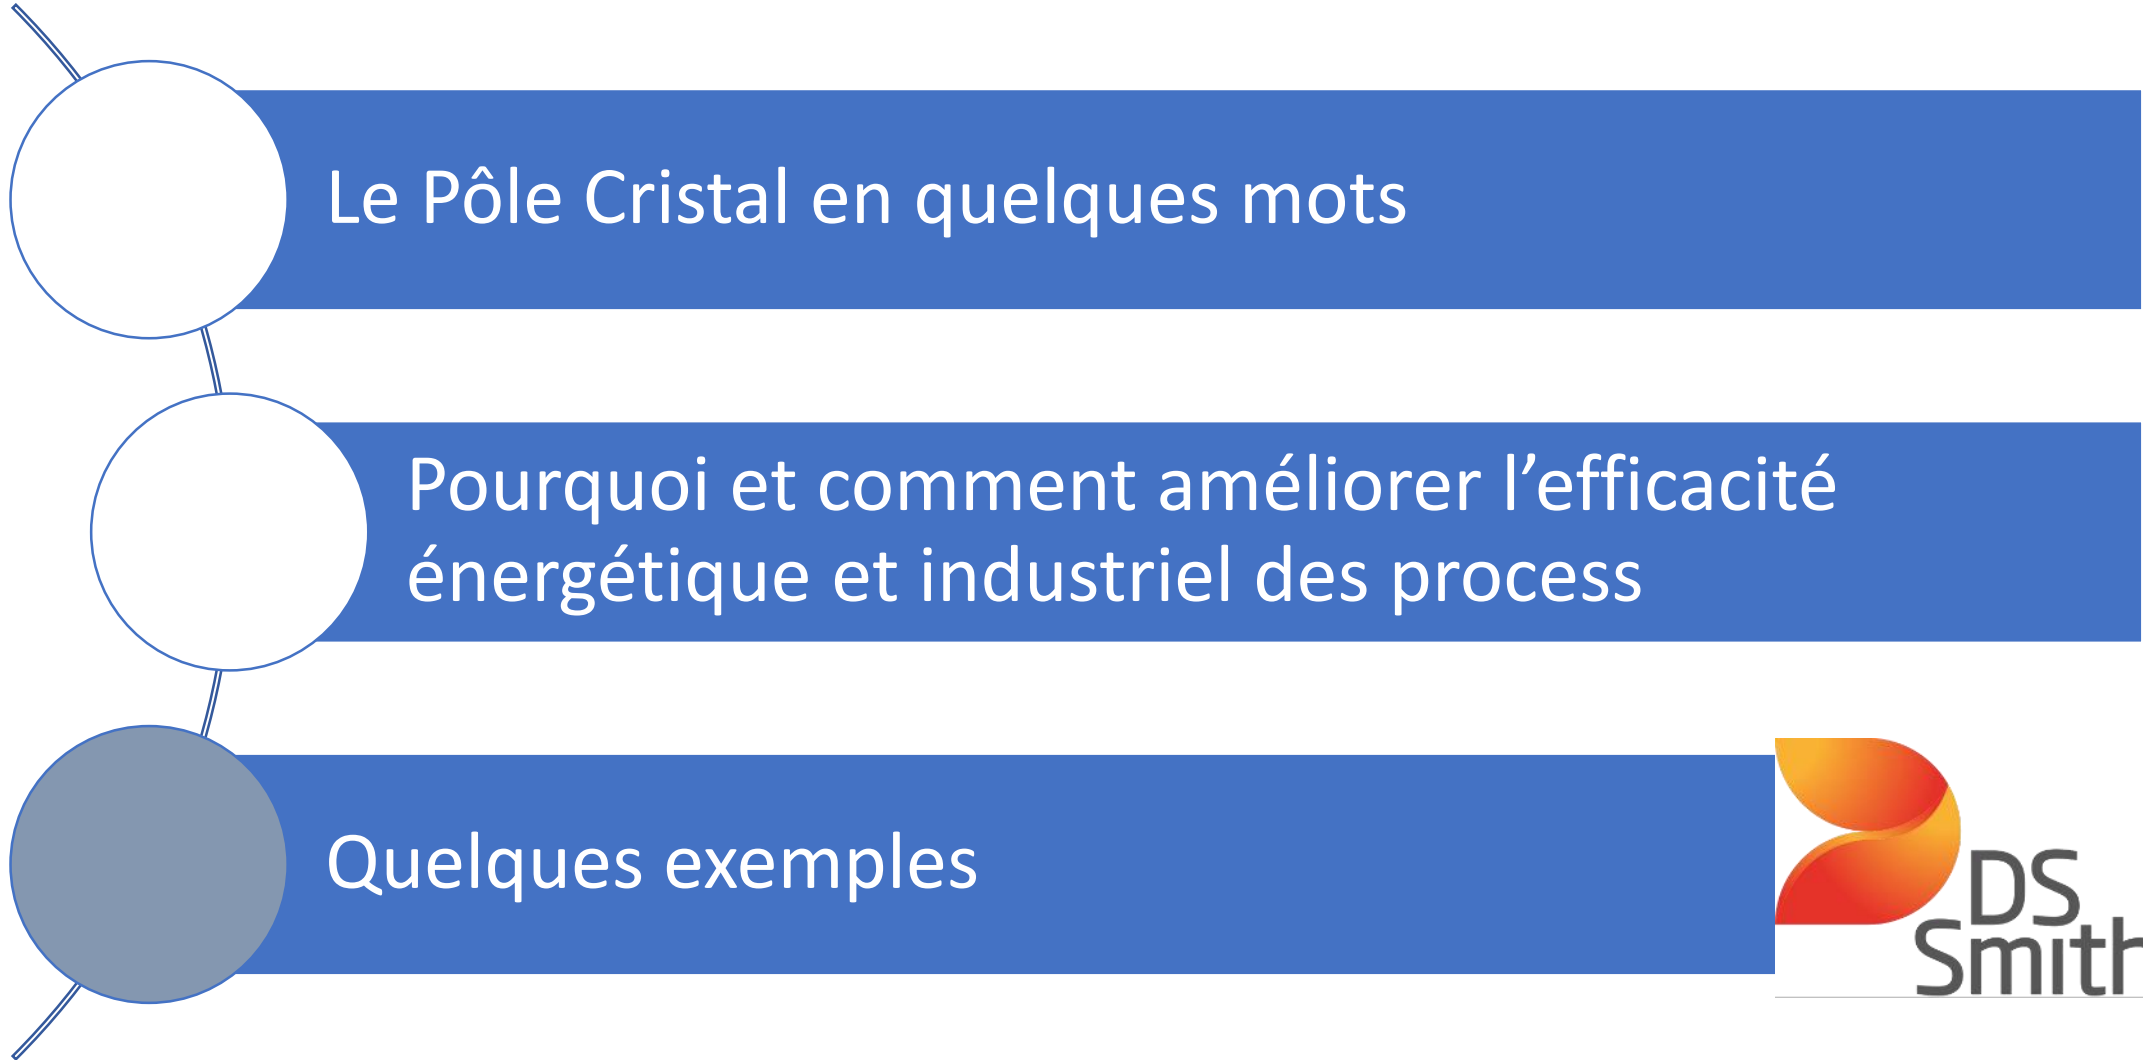 Le Pôle Cristal en quelques mots
Pourquoi et comment améliorer l’efficacité
énergétique et industriel des process
Quelques exemples
DS
Smith